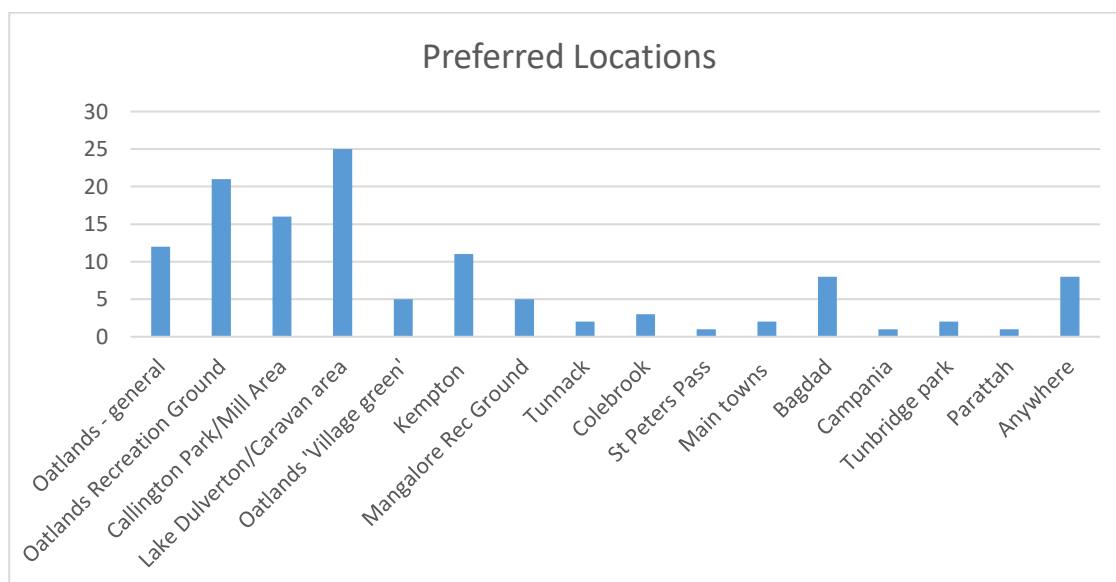 Preferred Locations
30
25
20
15
10
5
0
Oatlands - general
Oatlands Recreation Ground
Callington Park/Mill Area
Lake Dulverton/Caravan area
Oatlands 'Village green'
Kempton
Mangalore Rec Ground
Tunnack
Colebrook
St Peters Pass
Main towns
Bagdad
Campania
Tunbridge park
Parattah
Anywhere